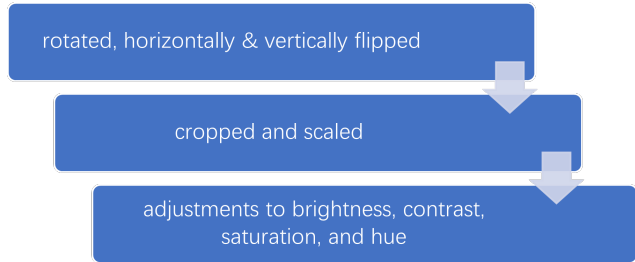 rotated, horizontally & vertically flipped
cropped and scaled
adjustments to brightness, contrast,
saturation, and hue